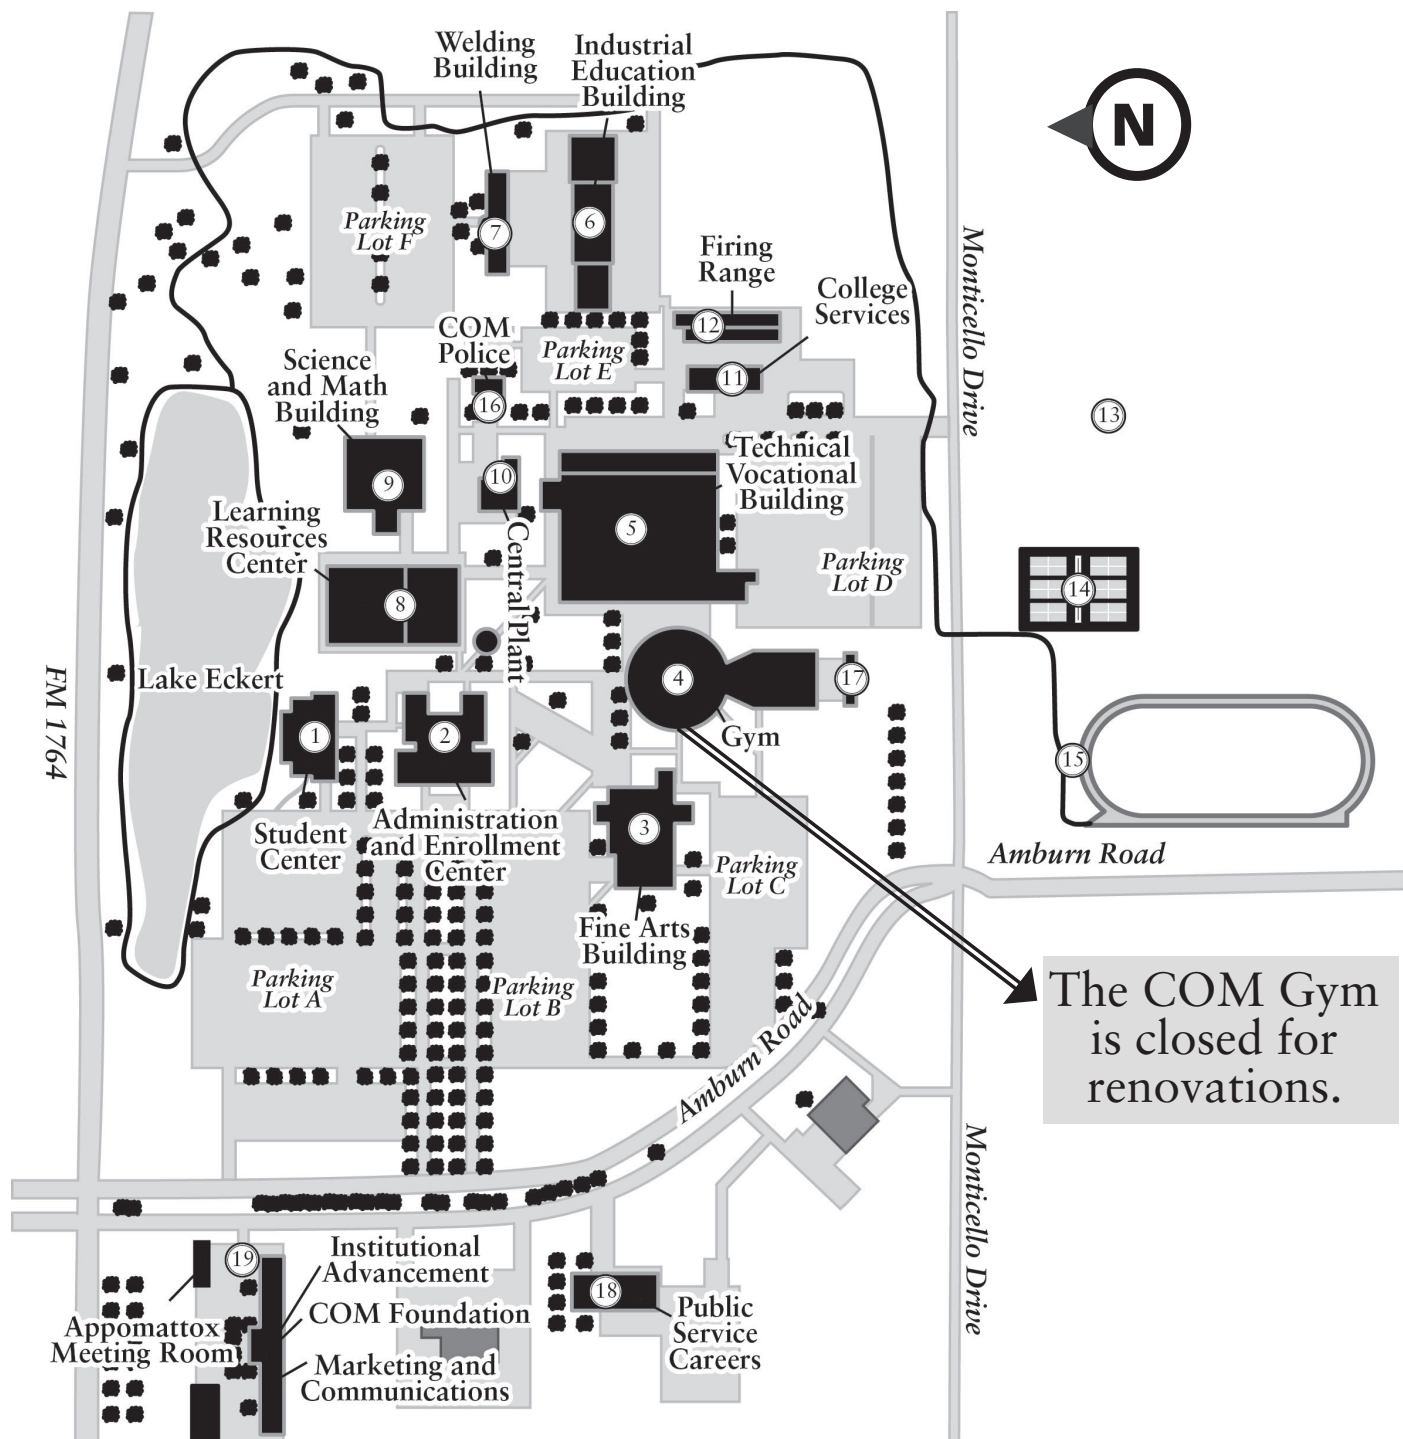 Welding
Building
Industrial
Education
Building
N
Parking
Lot F
7
6
Firing
Range
College
Services
Monticello Drive
12
COM
Police
Parking
Lot E
11
Science
and Math
Building
16
13
Technical
Vocational
Building
9
10
5
Learning
Resources
Center
Central Plant
Parking
Lot D
14
8
Lake Eckert
4
17
FM 1764
1
2
Gym
15
Student
Center
Administration
and Enrollment
Center
3
Parking
Lot C
Amburn Road
Fine Arts
Building
Parking
Lot A
Parking
Lot B
The COM Gym
is closed for
renovations.
Amburn Road
Monticello Drive
19
Institutional
Advancement
18
COM Foundation
Appomattox
Meeting Room
Public
Service
Careers
Marketing and
Communications